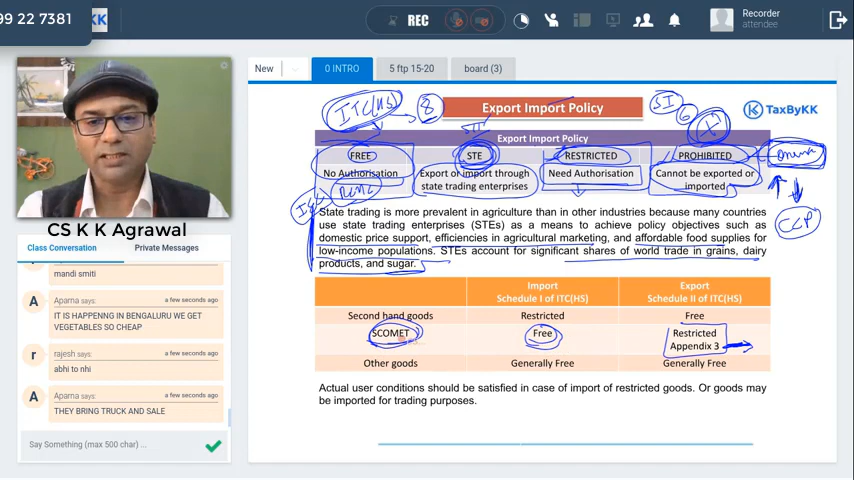 99 22 7381
KK
REC
Recorder
attendee
New
0 INTRO
5 ftp 15-20
board (3)
CS K K Agrawal
Class Conversation
Private Messages
mandi smiti
A
Aparna says:
a few seconds ago
IT IS HAPPENNG IN BENGALURU WE GET
VEGETABLES SO CHEAP
r
rajesh says:
a few seconds ago
abhi to nhi
A
Aparna says:
a few seconds ago
THEY BRING TRUCK AND SALE
Say Something (max 500 char) ...
ITC(HS)
8
Export Import Policy
TaxByKK
Export Import Policy
FREE
STE
RESTRICTED
PROHIBITED
No Authorisation
Export or import through
state trading enterprises
Need Authorisation
Cannot be exported or
imported
CCP
State trading is more prevalent in agriculture than in other industries because many countries
use state trading enterprises (STEs) as a means to achieve policy objectives such as
domestic price support, efficiencies in agricultural marketing, and affordable food supplies for
low-income populations. STEs account for significant shares of world trade in grains, dairy
products, and sugar.
Import
Schedule I of ITC(HS)
Export
Schedule II of ITC(HS)
Second hand goods
Restricted
Free
SCOMET
Free
Restricted
Appendix 3
Other goods
Generally Free
Generally Free
Actual user conditions should be satisfied in case of import of restricted goods. Or goods may
be imported for trading purposes.